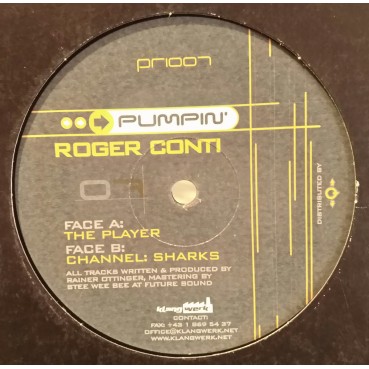 pr1007
PUMPIN'
ROGER CONTI
07
FACE A:
THE PLAYER
FACE B:
CHANNEL: SHARKS
ALL TRACKS WRITTEN & PRODUCED BY
RAINER OTTINGER, MASTERING BY
STEE WEE BEE AT FUTURE SOUND
klang werk
CONTACT:
FAX: +43 1 869 54 37
OFFICE@KLANGWERK.NET
WWW.KLANGWERK.NET
DISTRIBUTED BY